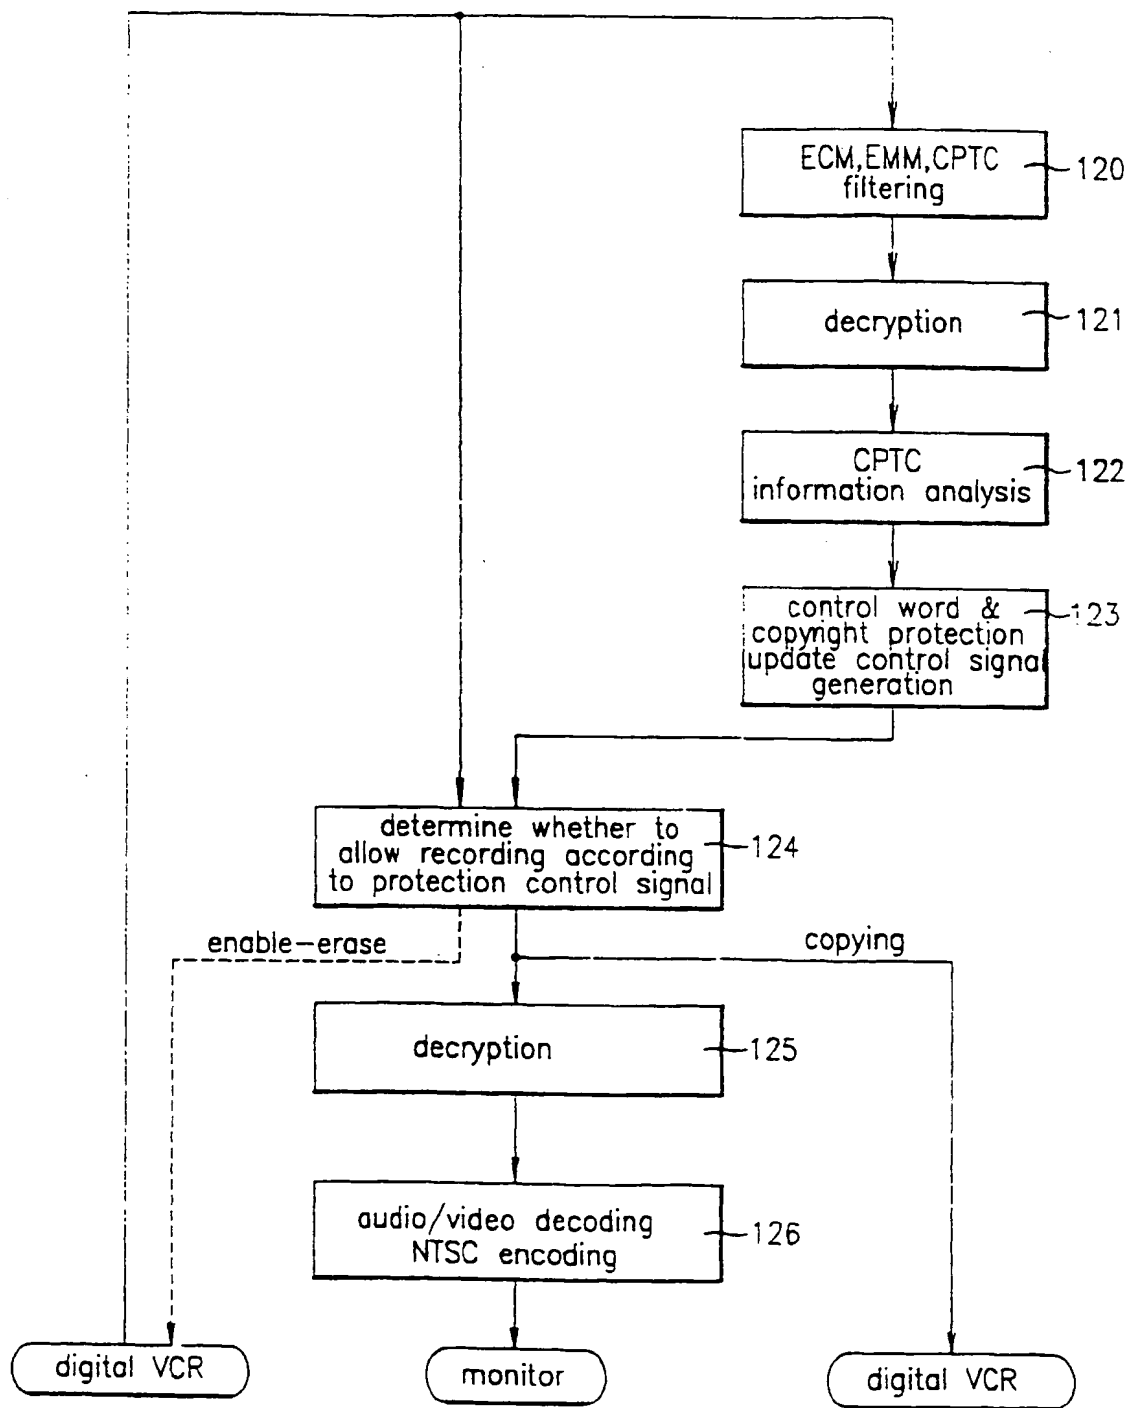 ECM,EMM,CPTC
filtering
120
decryption
121
CPTC
information analysis
122
control word &
copyright protection
update control signal
generation
123
determine whether to
allow recording according
to protection control signal
124
enable-erase
copying
decryption
125
audio/video decoding
NTSC encoding
126
digital VCR
monitor
digital VCR